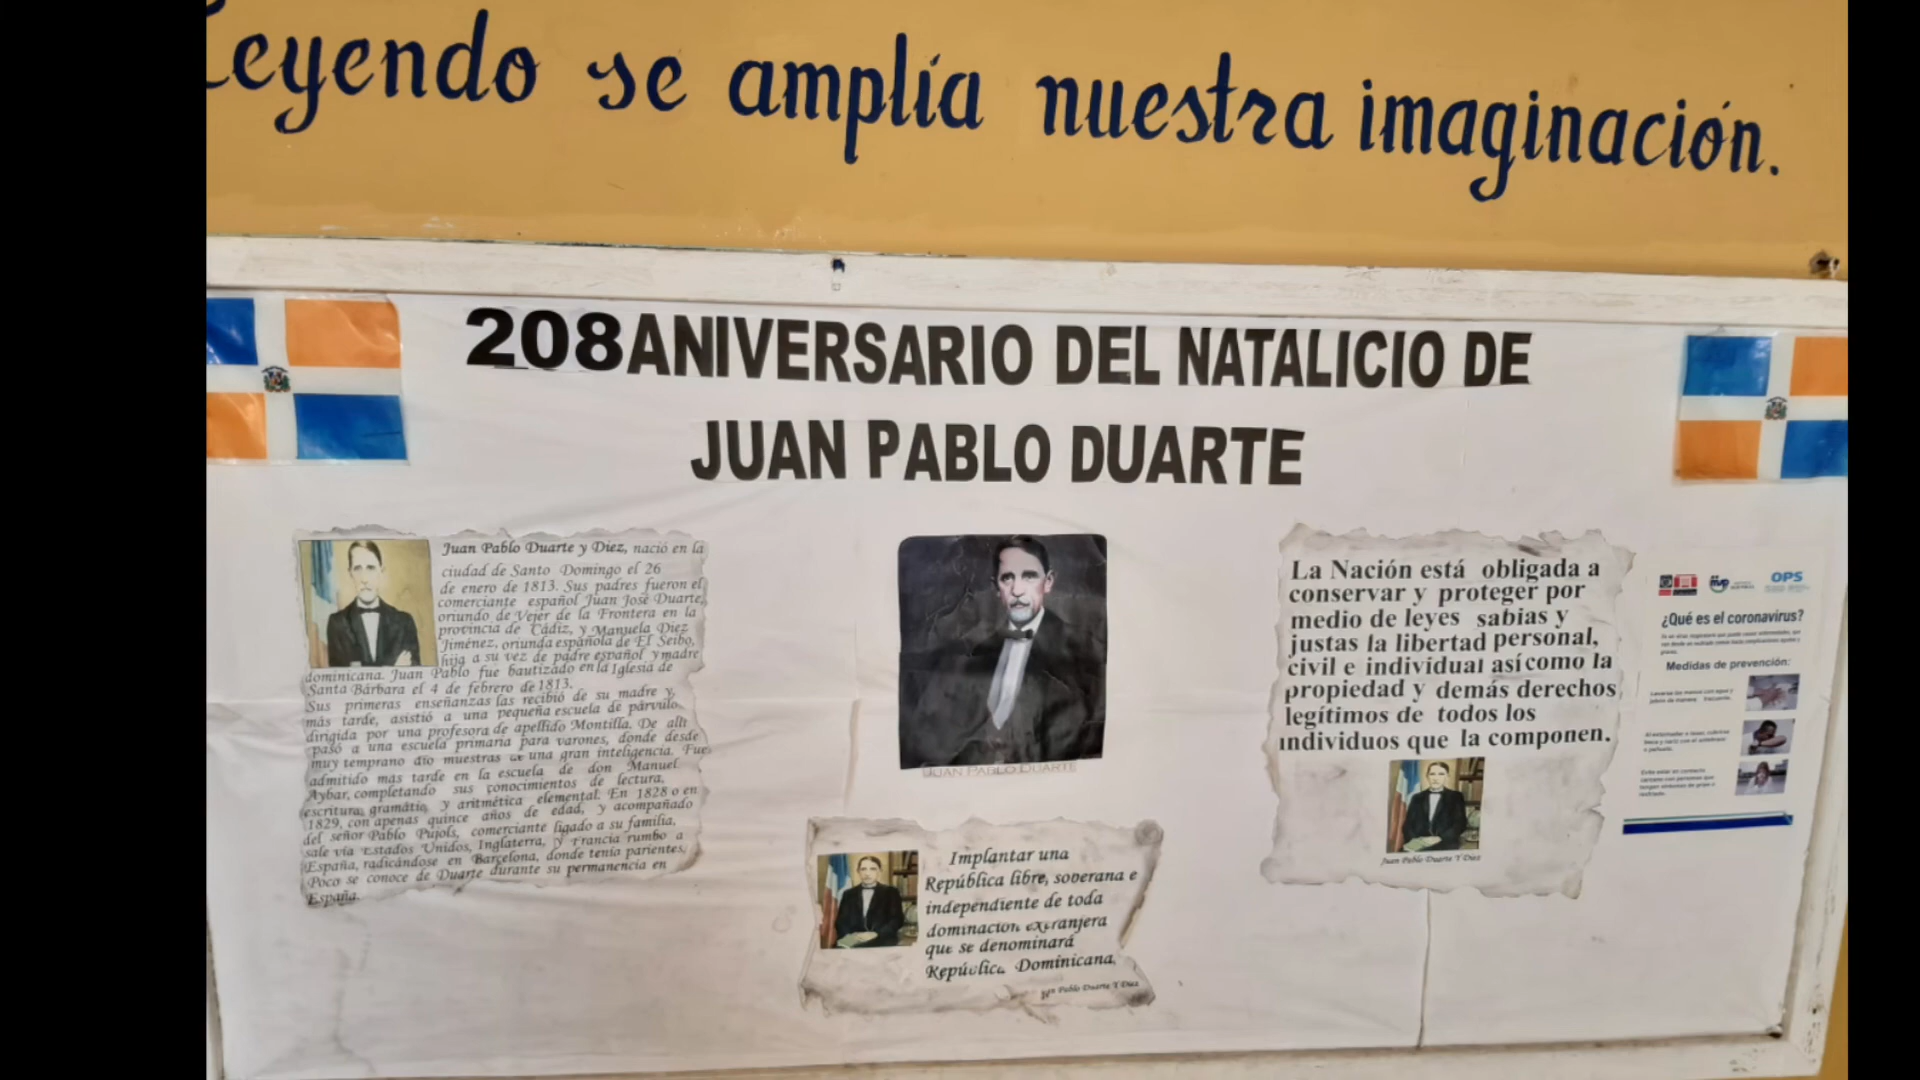 Leyendo se amplía nuestra imaginación.
208 ANIVERSARIO DEL NATALICIO DE
JUAN PABLO DUARTE
Juan Pablo Duarte y Diez, nació en la
ciudad de Santo Domingo el 26
de enero de 1813. Sus padres fueron el
comerciante español Juan José Duarte,
oriundo de Vejer de la Frontera en la
provincia de Cádiz, y Manuela Diez
Jiménez, oriunda española de El Seibo,
hija a su vez de padre español y madre
dominicana. Juan Pablo fue bautizado en la Iglesia de
Santa Bárbara el 4 de febrero de 1813.
Sus primeras enseñanzas las recibió de su madre y,
más tarde, asistió a una pequeña escuela de párvulo
dirigida por una profesora de apellido Montilla. De allí
pasó a una escuela primaria para varones, donde desde
muy temprano dio muestras de una gran inteligencia. Fue
admitido más tarde en la escuela de don Manuel
Aybar, completando sus conocimientos de lectura,
escritura, gramátic y aritmética elemental. En 1828 o en
1829, con apenas quince años de edad, y acompañado
del señor Pablo Pujols, comerciante ligado a su familia,
sale vía Estados Unidos, Inglaterra, y Francia rumbo a
España, radicándose en Barcelona, donde tenía parientes.
Poco se conoce de Duarte durante su permanencia en
España.
JUAN PABLO DUARTE
Implantar una
República libre, soberana e
independiente de toda
dominación extranjera
que se denominará
República Dominicana.
Pablo Duarte Y Diez
La Nación está obligada a
conservar y proteger por
medio de leyes sabias y
justas la libertad personal,
civil e individual así como la
propiedad y demás derechos
legítimos de todos los
individuos que la componen.
Juan Pablo Duarte Y Diez
OPS
¿Qué es el coronavirus?
Medidas de prevención: